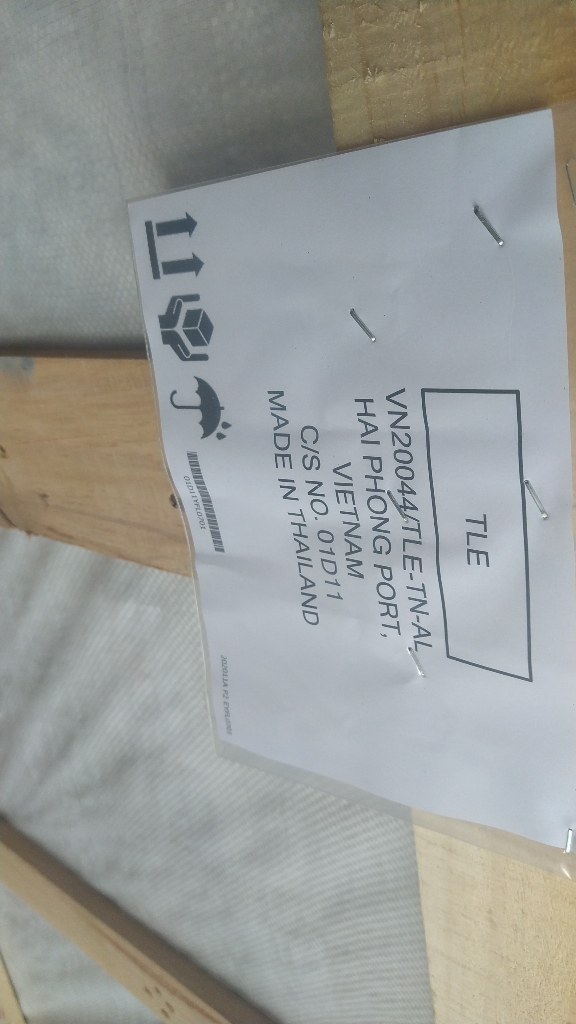 TLE
VN20044/TLE-TN-AL
HAI PHONG PORT,
VIETNAM
C/S NO. 01D11
MADE IN THAILAND